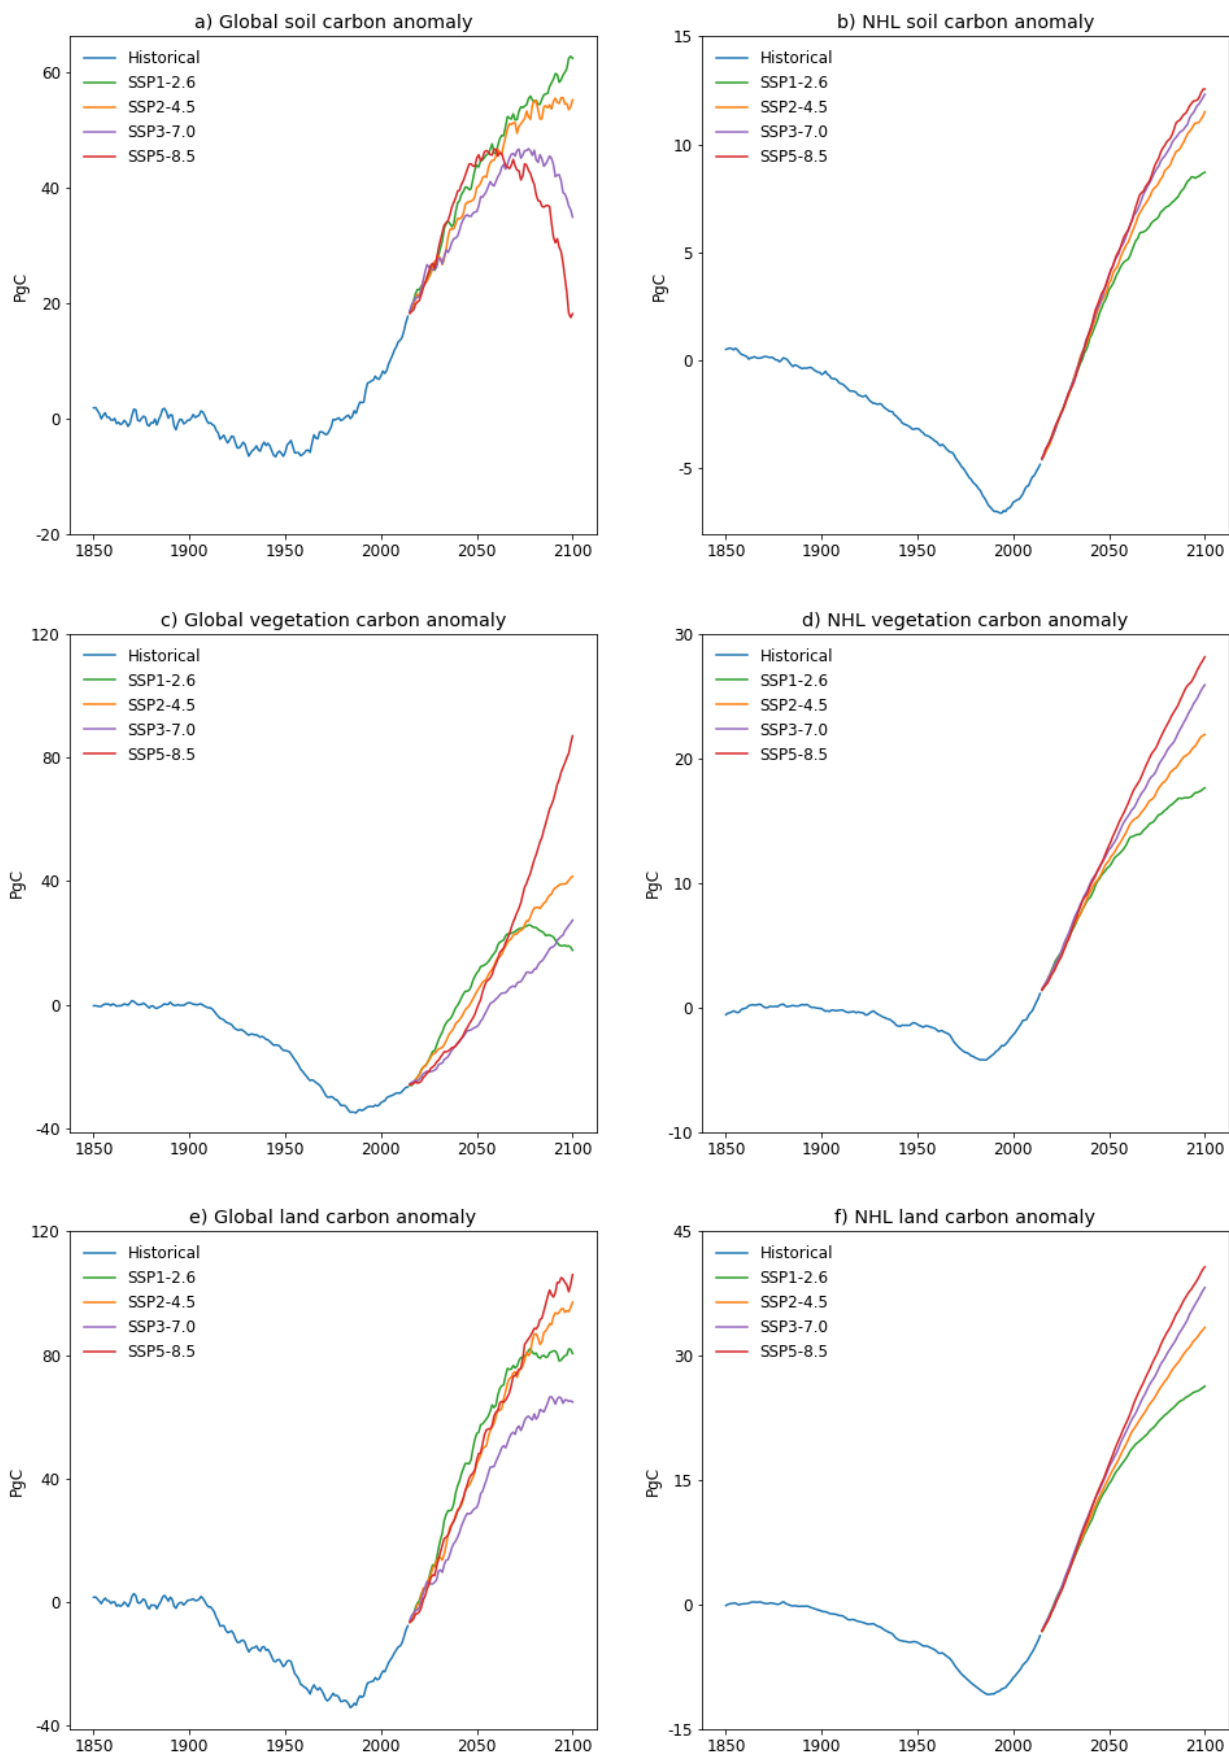 a) Global soil carbon anomaly
60
40
20
0
-20
PgC
Historical
SSP1-2.6
SSP2-4.5
SSP3-7.0
SSP5-8.5
1850 1900 1950 2000 2050 2100
b) NHL soil carbon anomaly
15
10
5
0
-5
PgC
Historical
SSP1-2.6
SSP2-4.5
SSP3-7.0
SSP5-8.5
1850 1900 1950 2000 2050 2100
c) Global vegetation carbon anomaly
120
80
40
0
-40
PgC
Historical
SSP1-2.6
SSP2-4.5
SSP3-7.0
SSP5-8.5
1850 1900 1950 2000 2050 2100
d) NHL vegetation carbon anomaly
30
20
10
0
-10
PgC
Historical
SSP1-2.6
SSP2-4.5
SSP3-7.0
SSP5-8.5
1850 1900 1950 2000 2050 2100
e) Global land carbon anomaly
120
80
40
0
-40
PgC
Historical
SSP1-2.6
SSP2-4.5
SSP3-7.0
SSP5-8.5
1850 1900 1950 2000 2050 2100
f) NHL land carbon anomaly
45
30
15
0
-15
PgC
Historical
SSP1-2.6
SSP2-4.5
SSP3-7.0
SSP5-8.5
1850 1900 1950 2000 2050 2100